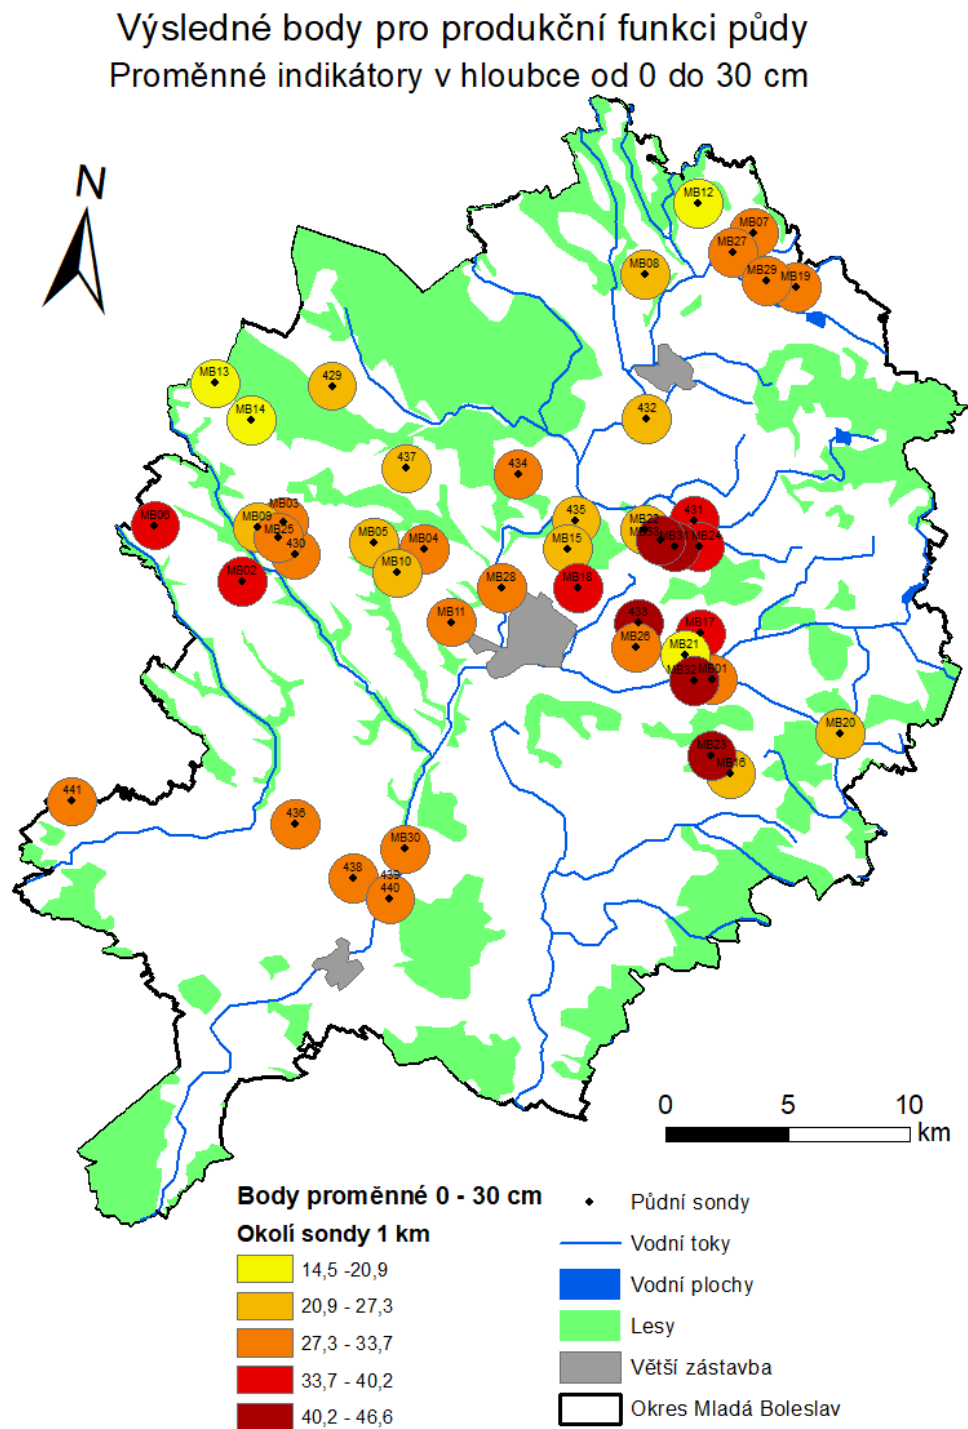 Výsledné body pro produkční funkci půdy
Proměnné indikátory v hloubce od 0 do 30 cm
N
MB12
MB07
MB27
MB08
MB29
MB19
MB13
429
MB14
432
437
434
MB06
MB03
MB09
MB25
430
MB05
MB04
435
MB22
431
MB33
MB31
MB24
MB15
MB10
MB02
MB28
MB18
MB11
433
MB17
MB26
MB21
MB32
MB01
MB20
MB23
MB16
441
436
MB30
438
439
440
0 5 10
km
Body proměnné 0 - 30 cm
Okolí sondy 1 km
14,5 -20,9
20,9 - 27,3
27,3 - 33,7
33,7 - 40,2
40,2 - 46,6
Půdní sondy
Vodní toky
Vodní plochy
Lesy
Větší zástavba
Okres Mladá Boleslav